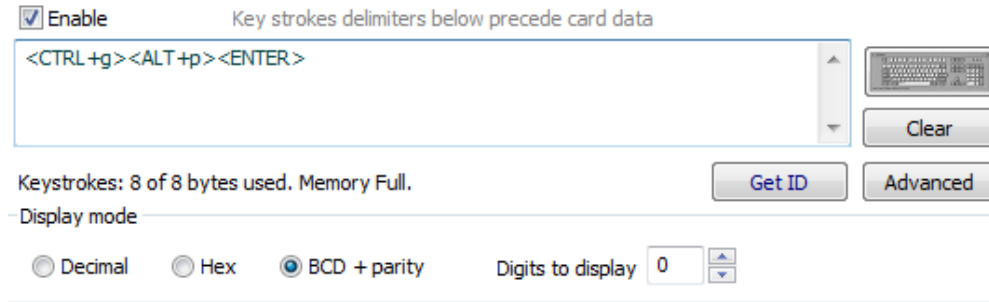 Enable Key strokes delimiters below precede card data
<CTRL+g><ALT+p><ENTER>
Clear
Keystrokes: 8 of 8 bytes used. Memory Full. Get ID Advanced
Display mode
Decimal Hex BCD + parity Digits to display 0